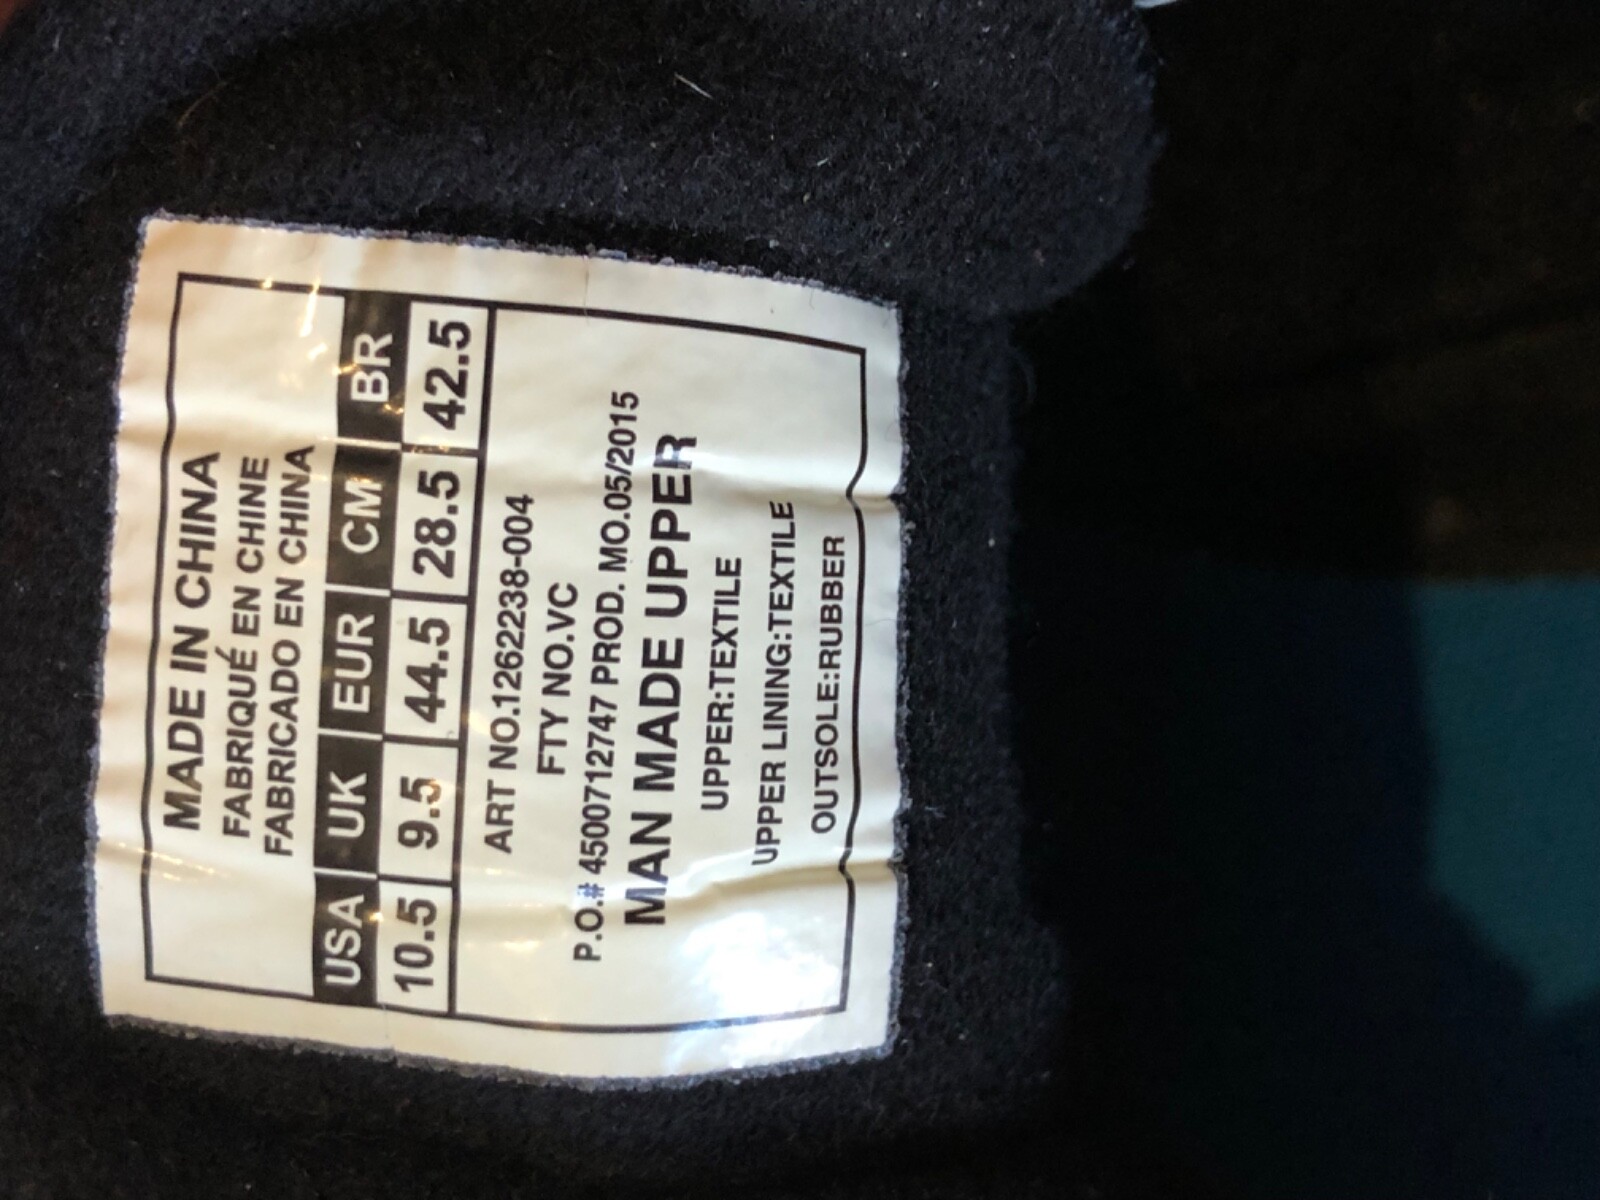 MADE IN CHINA
FABRIQUÉ EN CHINE
FABRICADO EN CHINA
USA UK EUR CM BR
10.5 9.5 44.5 28.5 42.5
ART NO.1262238-004
FTY NO.VC
P.O.# 4500712747 PROD. MO.05/2015
MAN MADE UPPER
UPPER:TEXTILE
UPPER LINING:TEXTILE
OUTSOLE:RUBBER